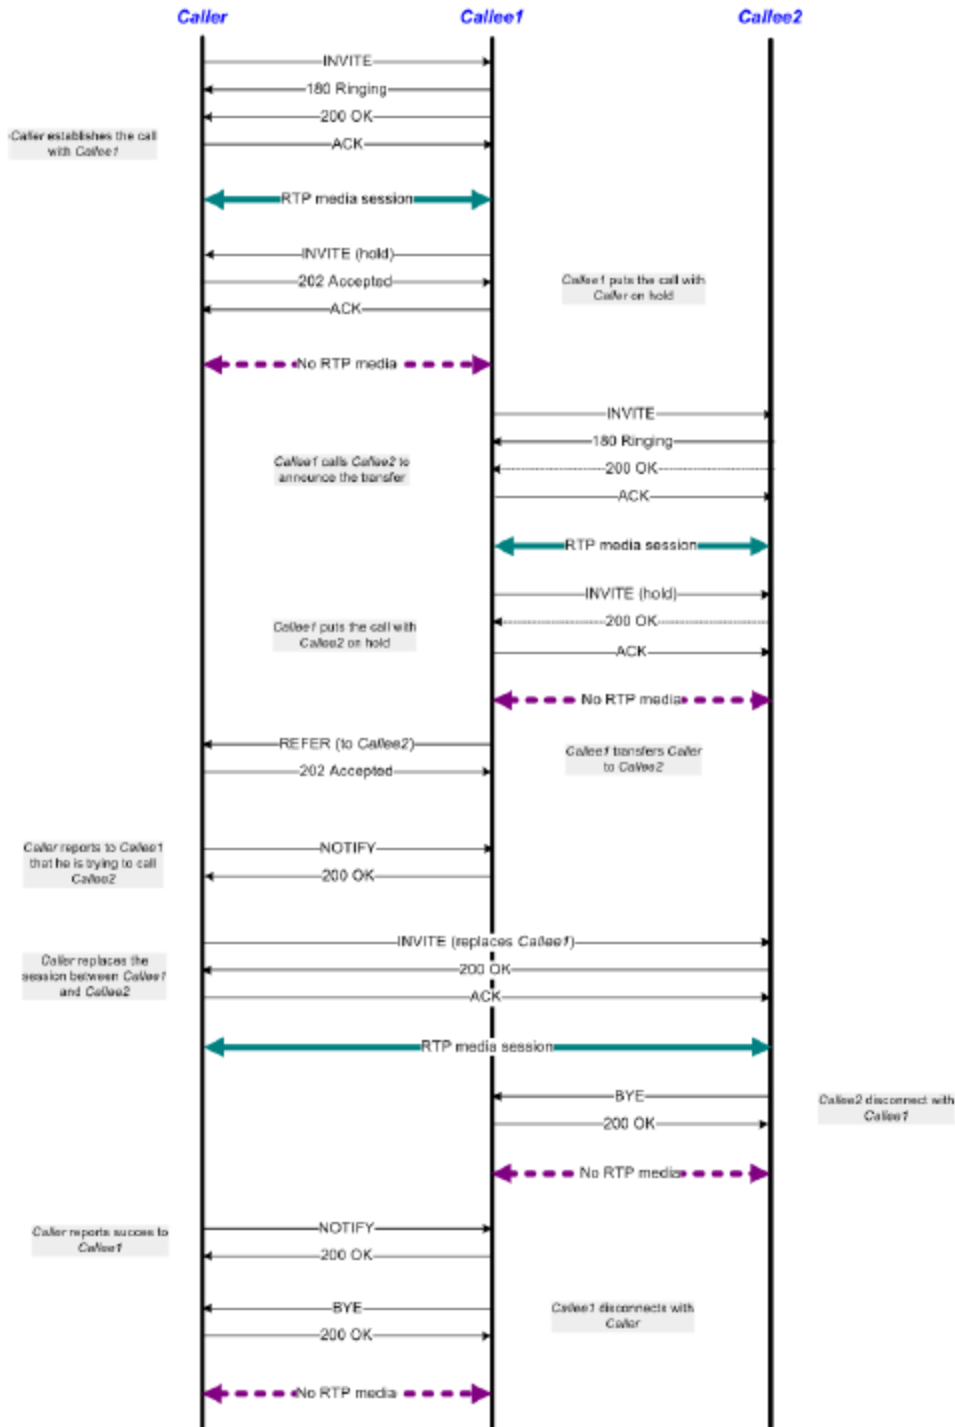 Caller Callee1 Callee2
INVITE
180 Ringing
200 OK
Caller establishes the call
with Callee1
ACK
RTP media session
INVITE (hold)
202 Accepted
Callee1 puts the call with
Caller on hold
ACK
No RTP media
INVITE
180 Ringing
Callee1 calls Callee2 to
announce the transfer
200 OK
ACK
RTP media session
INVITE (hold)
200 OK
Callee1 puts the call with
Callee2 on hold
ACK
No RTP media
REFER (to Callee2)
Callee1 transfers Caller
to Callee2
202 Accepted
NOTIFY
Caller reports to Callee1
that he is trying to call
Callee2
200 OK
INVITE (replaces Callee1)
Caller replaces the
session between Callee1
and Callee2
200 OK
ACK
RTP media session
BYE
Callee2 disconnect with
Callee1
200 OK
No RTP media
NOTIFY
Caller reports succes to
Callee1
200 OK
BYE
Callee1 disconnects with
Caller
200 OK
No RTP media